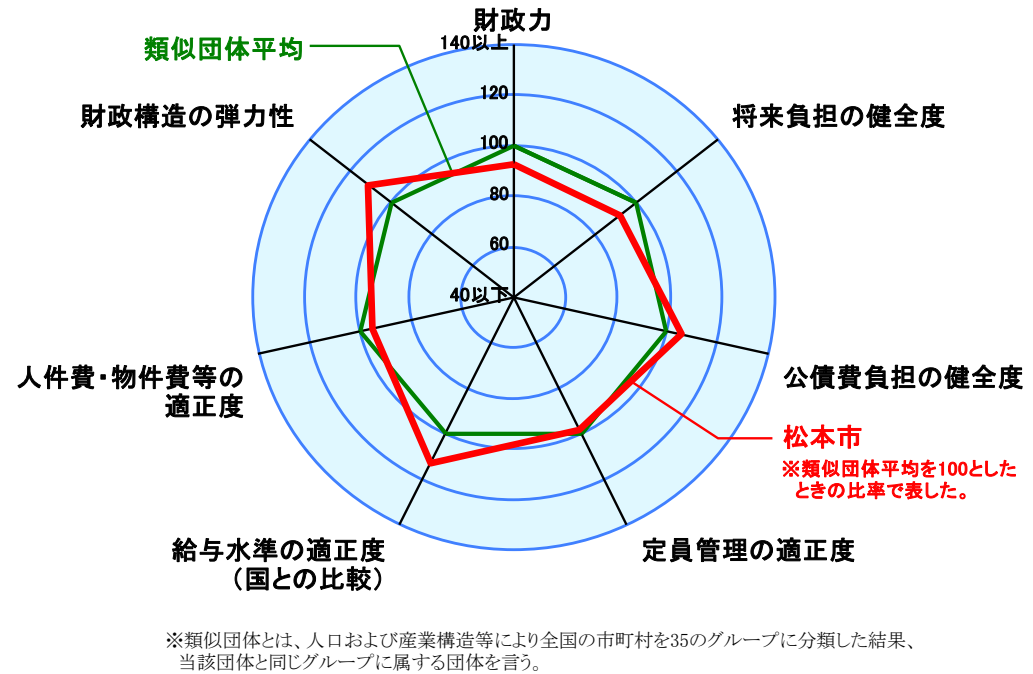 財政力
140以上
類似団体平均
120
財政構造の弾力性
将来負担の健全度
100
80
60
40以下
人件費・物件費等の
適正度
公債費負担の健全度
松本市
※類似団体平均を100とした
ときの比率で表した。
給与水準の適正度
（国との比較）
定員管理の適正度
※類似団体とは、人口および産業構造等により全国の市町村を35のグループに分類した結果、
当該団体と同じグループに属する団体を言う。